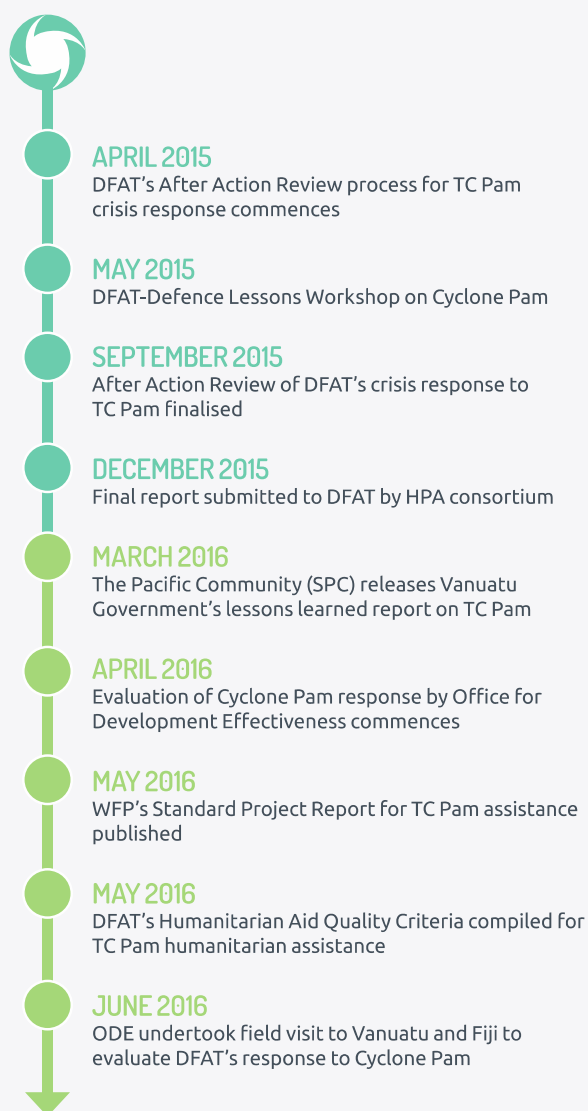 APRIL 2015
DFAT's After Action Review process for TC Pam
crisis response commences
MAY 2015
DFAT-Defence Lessons Workshop on Cyclone Pam
SEPTEMBER 2015
After Action Review of DFAT's crisis response to
TC Pam finalised
DECEMBER 2015
Final report submitted to DFAT by HPA consortium
MARCH 2016
The Pacific Community (SPC) releases Vanuatu
Government's lessons learned report on TC Pam
APRIL 2016
Evaluation of Cyclone Pam response by Office for
Development Effectiveness commences
MAY 2016
WFP's Standard Project Report for TC Pam assistance
published
MAY 2016
DFAT's Humanitarian Aid Quality Criteria compiled for
TC Pam humanitarian assistance
JUNE 2016
ODE undertook field visit to Vanuatu and Fiji to
evaluate DFAT's response to Cyclone Pam